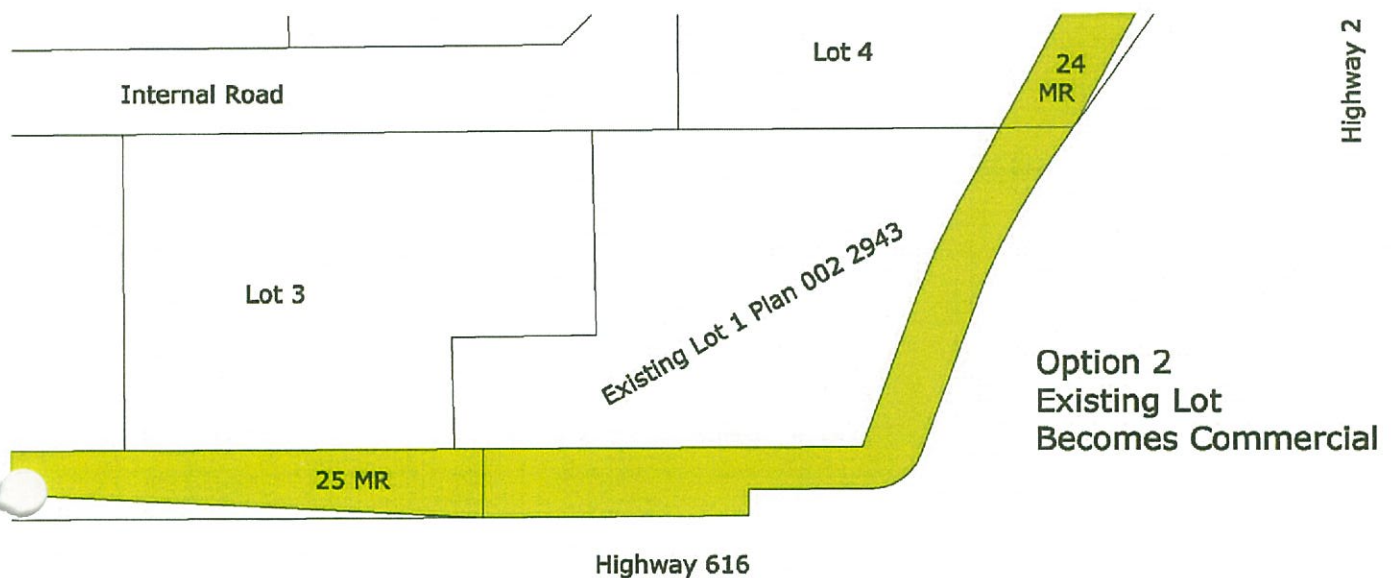 Lot 4
24
MR
Highway 2
Internal Road
Lot 3
Existing Lot 1 Plan 002 2943
Option 2
Existing Lot
Becomes Commercial
25 MR
Highway 616